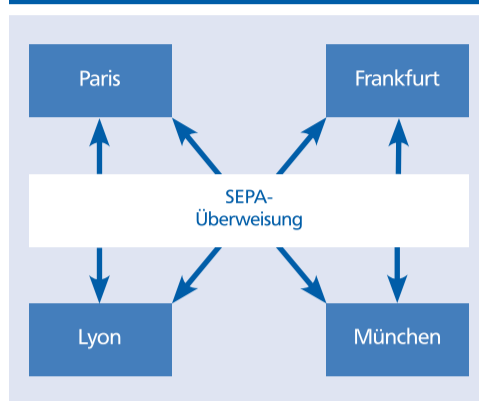 Paris
Frankfurt
SEPA-
Überweisung
Lyon
München